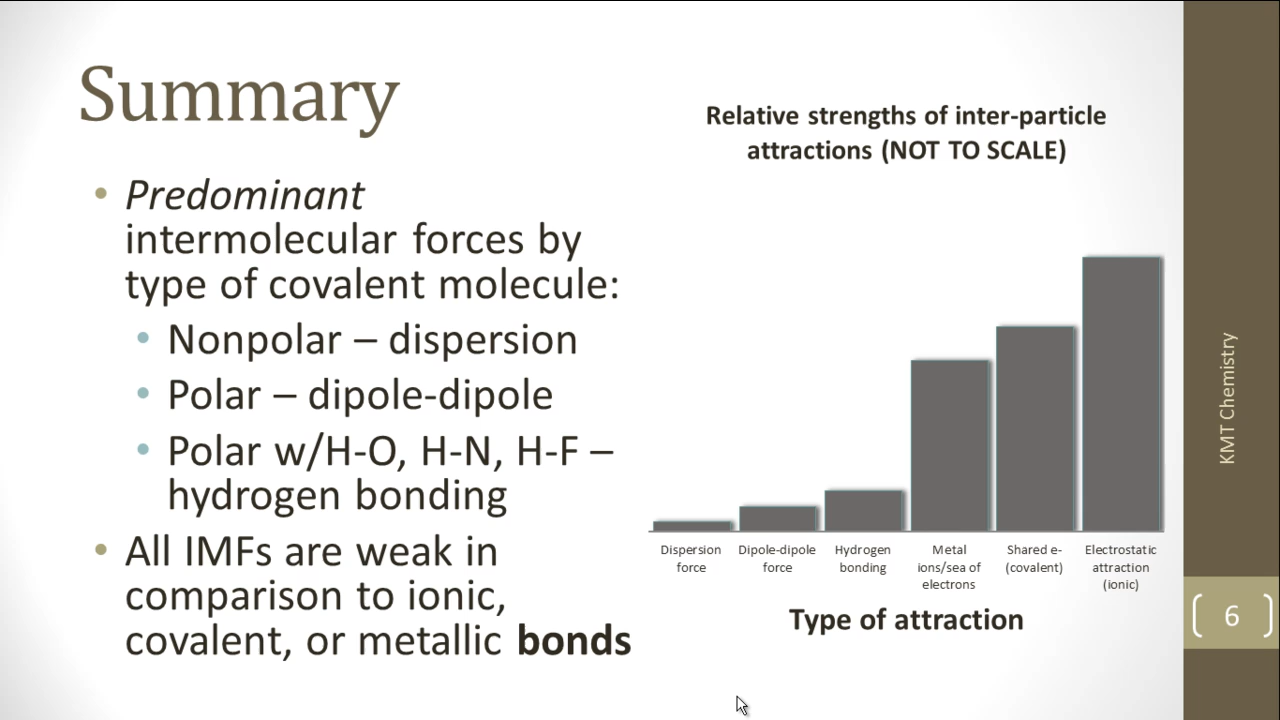 Summary
Predominant
intermolecular forces by
type of covalent molecule:
Nonpolar – dispersion
Polar – dipole-dipole
Polar w/H-O, H-N, H-F –
hydrogen bonding
All IMFs are weak in
comparison to ionic,
covalent, or metallic bonds
Relative strengths of inter-particle
attractions (NOT TO SCALE)
Dispersion
force
Dipole-dipole
force
Hydrogen
bonding
Metal
ions/sea of
electrons
Shared e-
(covalent)
Electrostatic
attraction
(ionic)
Type of attraction
KMT Chemistry
6